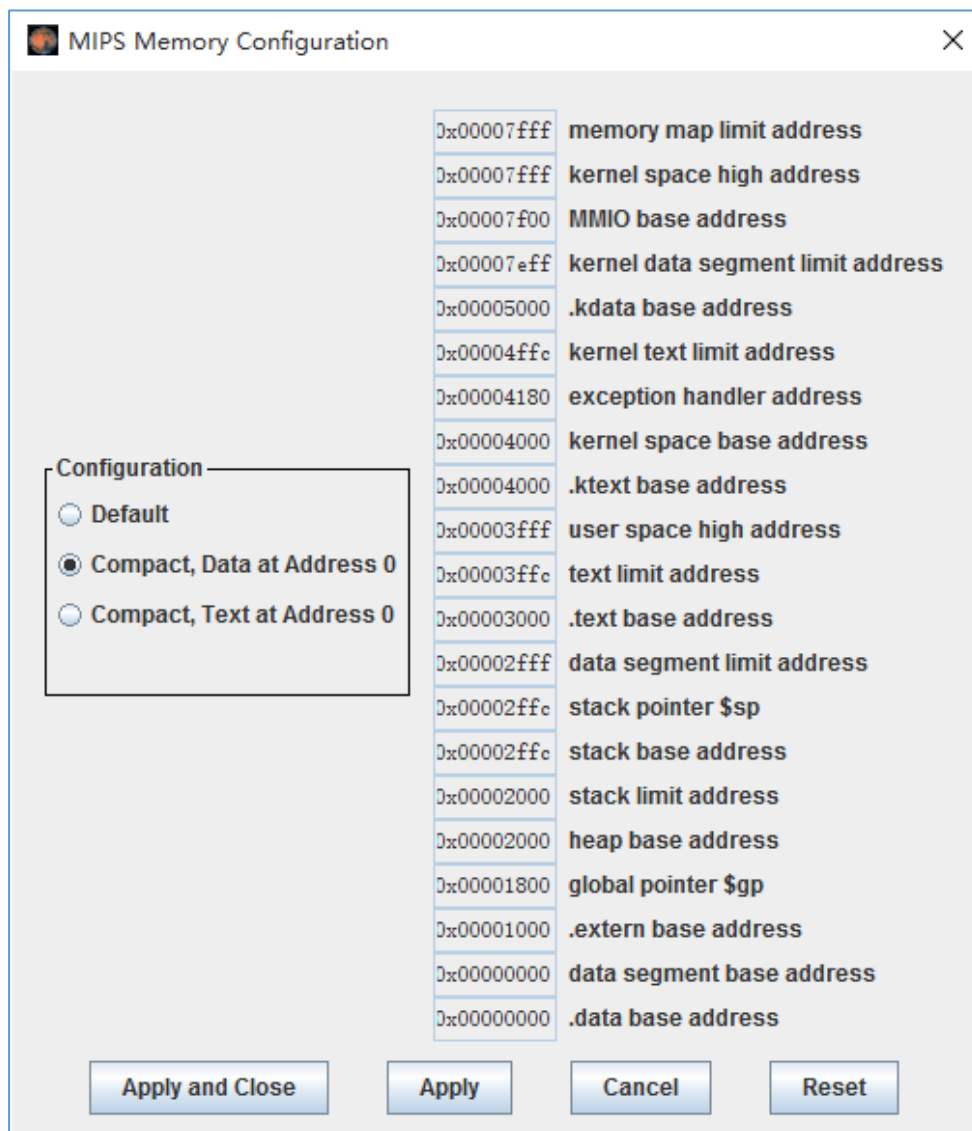 MIPS Memory Configuration
0x00007fff memory map limit address
0x00007fff kernel space high address
0x00007f00 MMIO base address
0x00007eff kernel data segment limit address
0x00005000 .kdata base address
0x00004ffc kernel text limit address
0x00004180 exception handler address
0x00004000 kernel space base address
0x00004000 .ktext base address
0x00003fff user space high address
0x00003ffc text limit address
0x00003000 .text base address
0x00002fff data segment limit address
0x00002ffc stack pointer $sp
0x00002ffc stack base address
0x00002000 stack limit address
0x00002000 heap base address
0x00001800 global pointer $gp
0x00001000 .extern base address
0x00000000 data segment base address
0x00000000 .data base address
Configuration
Default
Compact, Data at Address 0
Compact, Text at Address 0
Apply and Close Apply Cancel Reset